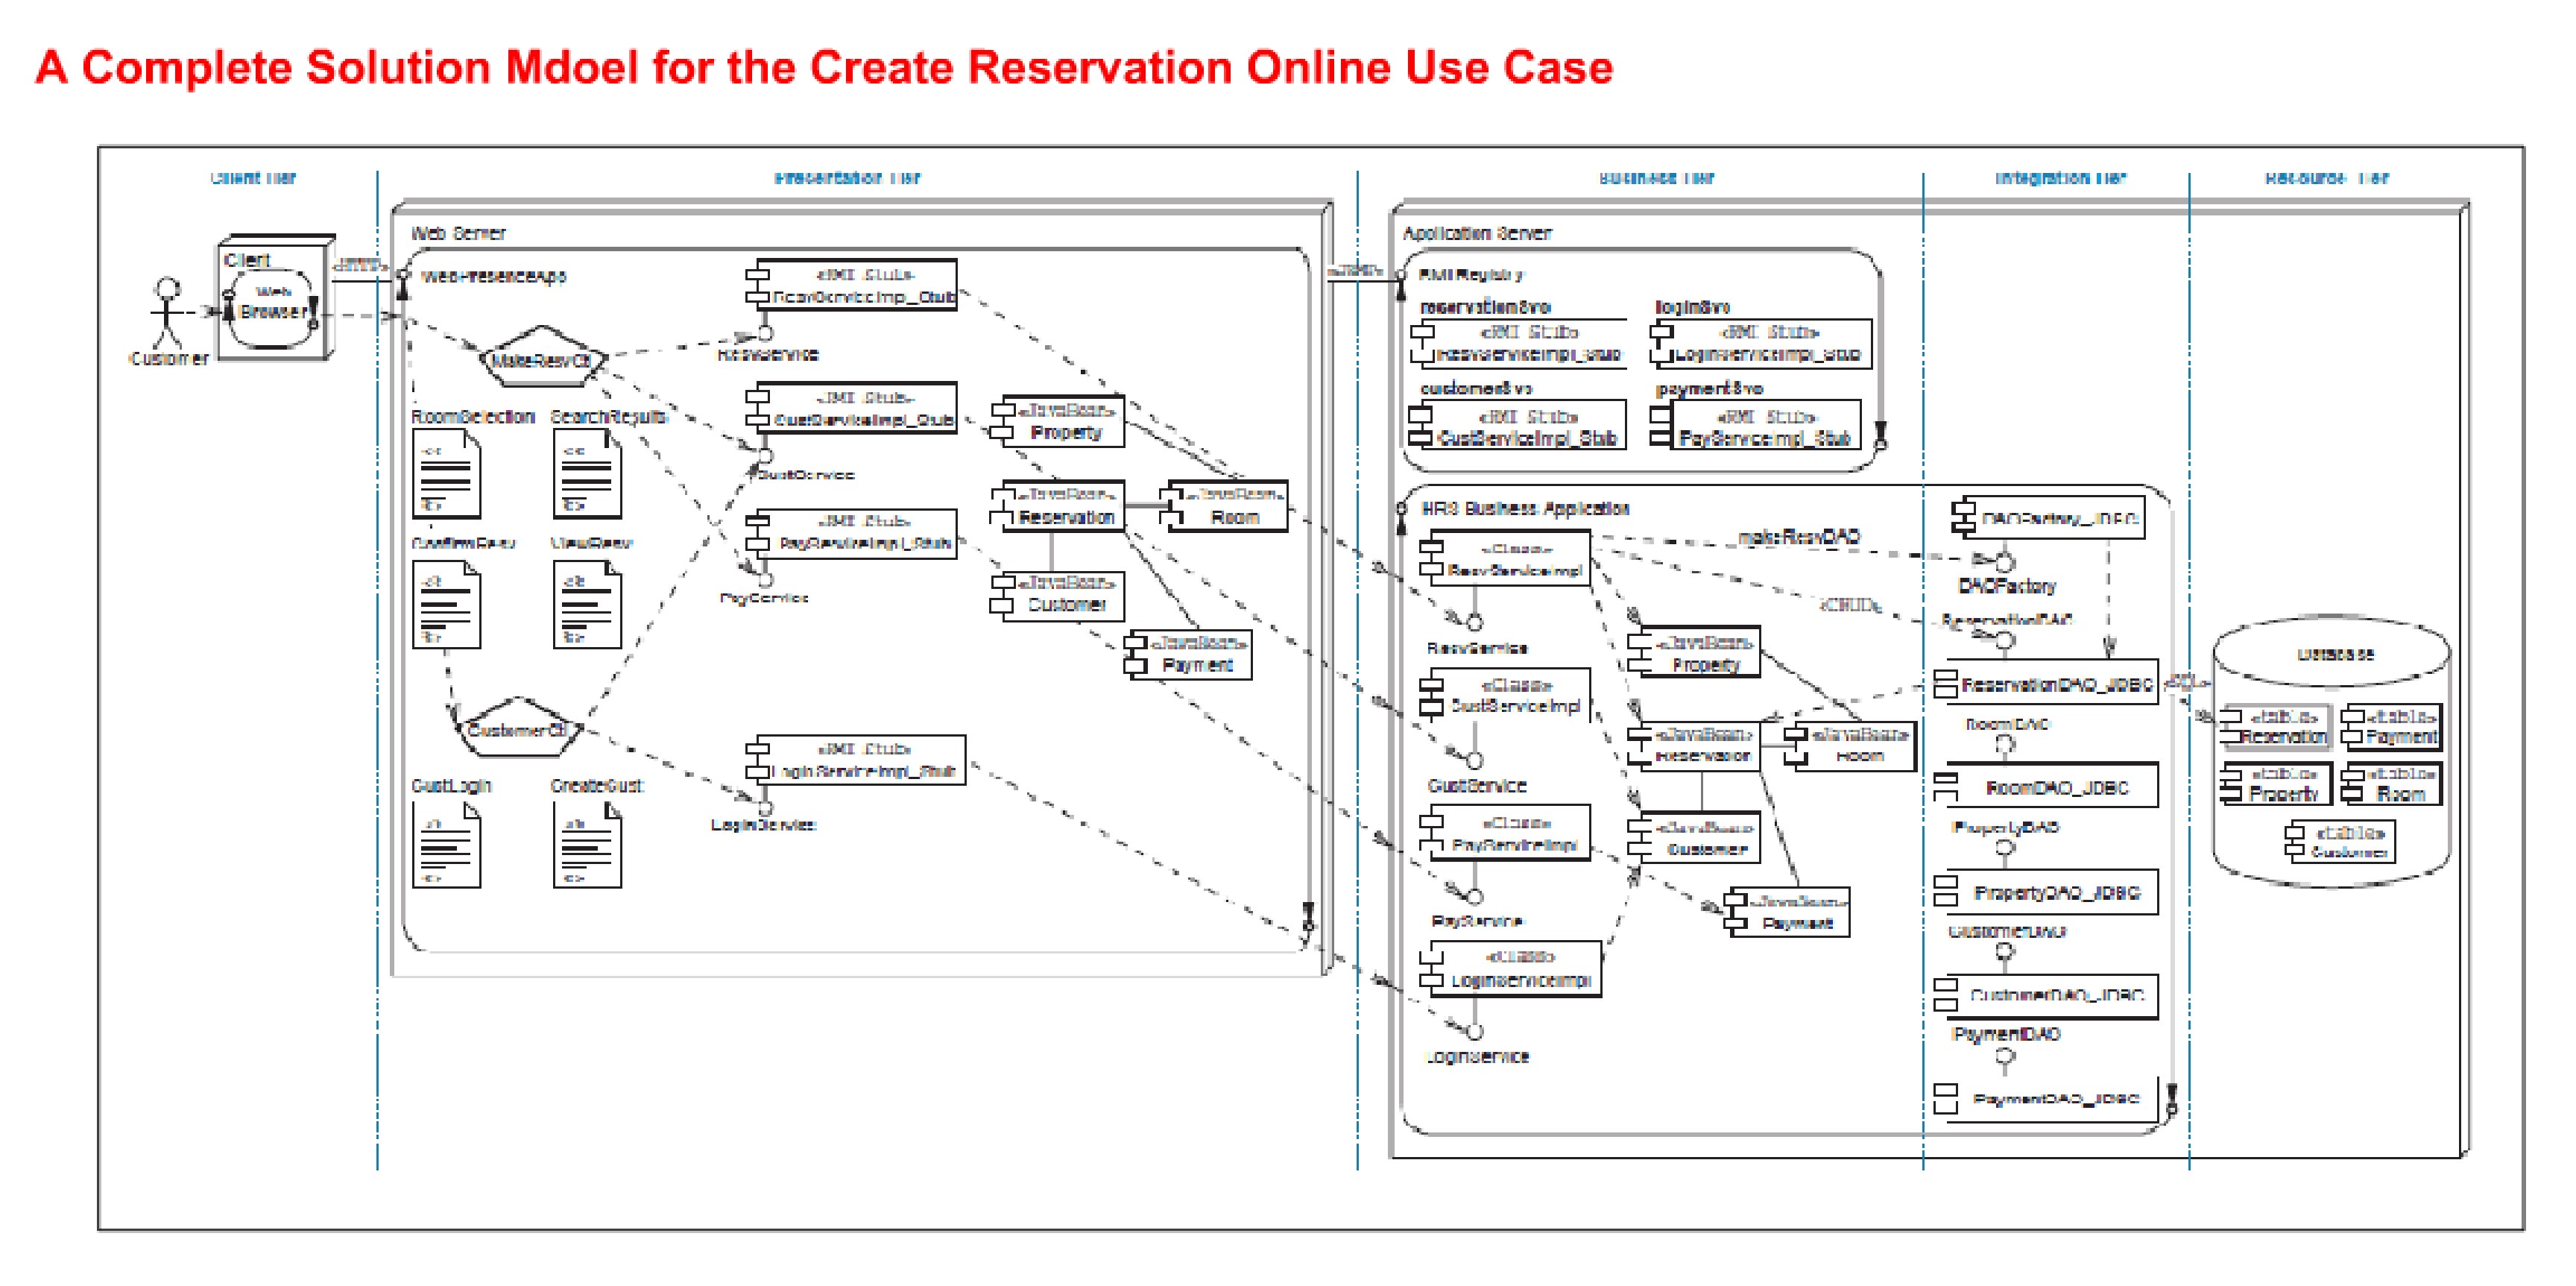 A Complete Solution Mdoel for the Create Reservation Online Use Case
Client Tier
Presentation Tier
Business Tier
Integration Tier
Resource Tier
Web Server
Application Server
Client
Web
Browser
Customer
WebPresenceApp
«RMI Stub»
ResvServiceImpl_Stub
ResvService
MakeResvCtl
«RMI Stub»
CustServiceImpl_Stub
CustService
RoomSelection
SearchResults
«JavaBean»
Property
«JavaBean»
Reservation
«JavaBean»
Room
«RMI Stub»
PayServiceImpl_Stub
PayService
ConfirmResv
ViewResv
«JavaBean»
Customer
«JavaBean»
Payment
CustomerCtl
«RMI Stub»
LoginServiceImpl_Stub
LoginService
CustLogin
CreateCust
RMI Registry
reservationSvc
«RMI Stub»
ResvServiceImpl_Stub
loginSvc
«RMI Stub»
LoginServiceImpl_Stub
customerSvc
«RMI Stub»
CustServiceImpl_Stub
paymentSvc
«RMI Stub»
PayServiceImpl_Stub
HRS Business Application
«Class»
ResvServiceImpl
ResvService
makeResvDAO
«CRUD»
«Class»
CustServiceImpl
CustService
«Class»
PayServiceImpl
PayService
«Class»
LoginServiceImpl
LoginService
«JavaBean»
Property
«JavaBean»
Reservation
«JavaBean»
Room
«JavaBean»
Customer
«JavaBean»
Payment
DAOFactory_JDBC
DAOFactory
ReservationDAO
ReservationDAO_JDBC
RoomDAO
RoomDAO_JDBC
PropertyDAO
PropertyDAO_JDBC
CustomerDAO
CustomerDAO_JDBC
PaymentDAO
PaymentDAO_JDBC
Database
«table»
Reservation
«table»
Payment
«table»
Property
«table»
Room
«table»
Customer